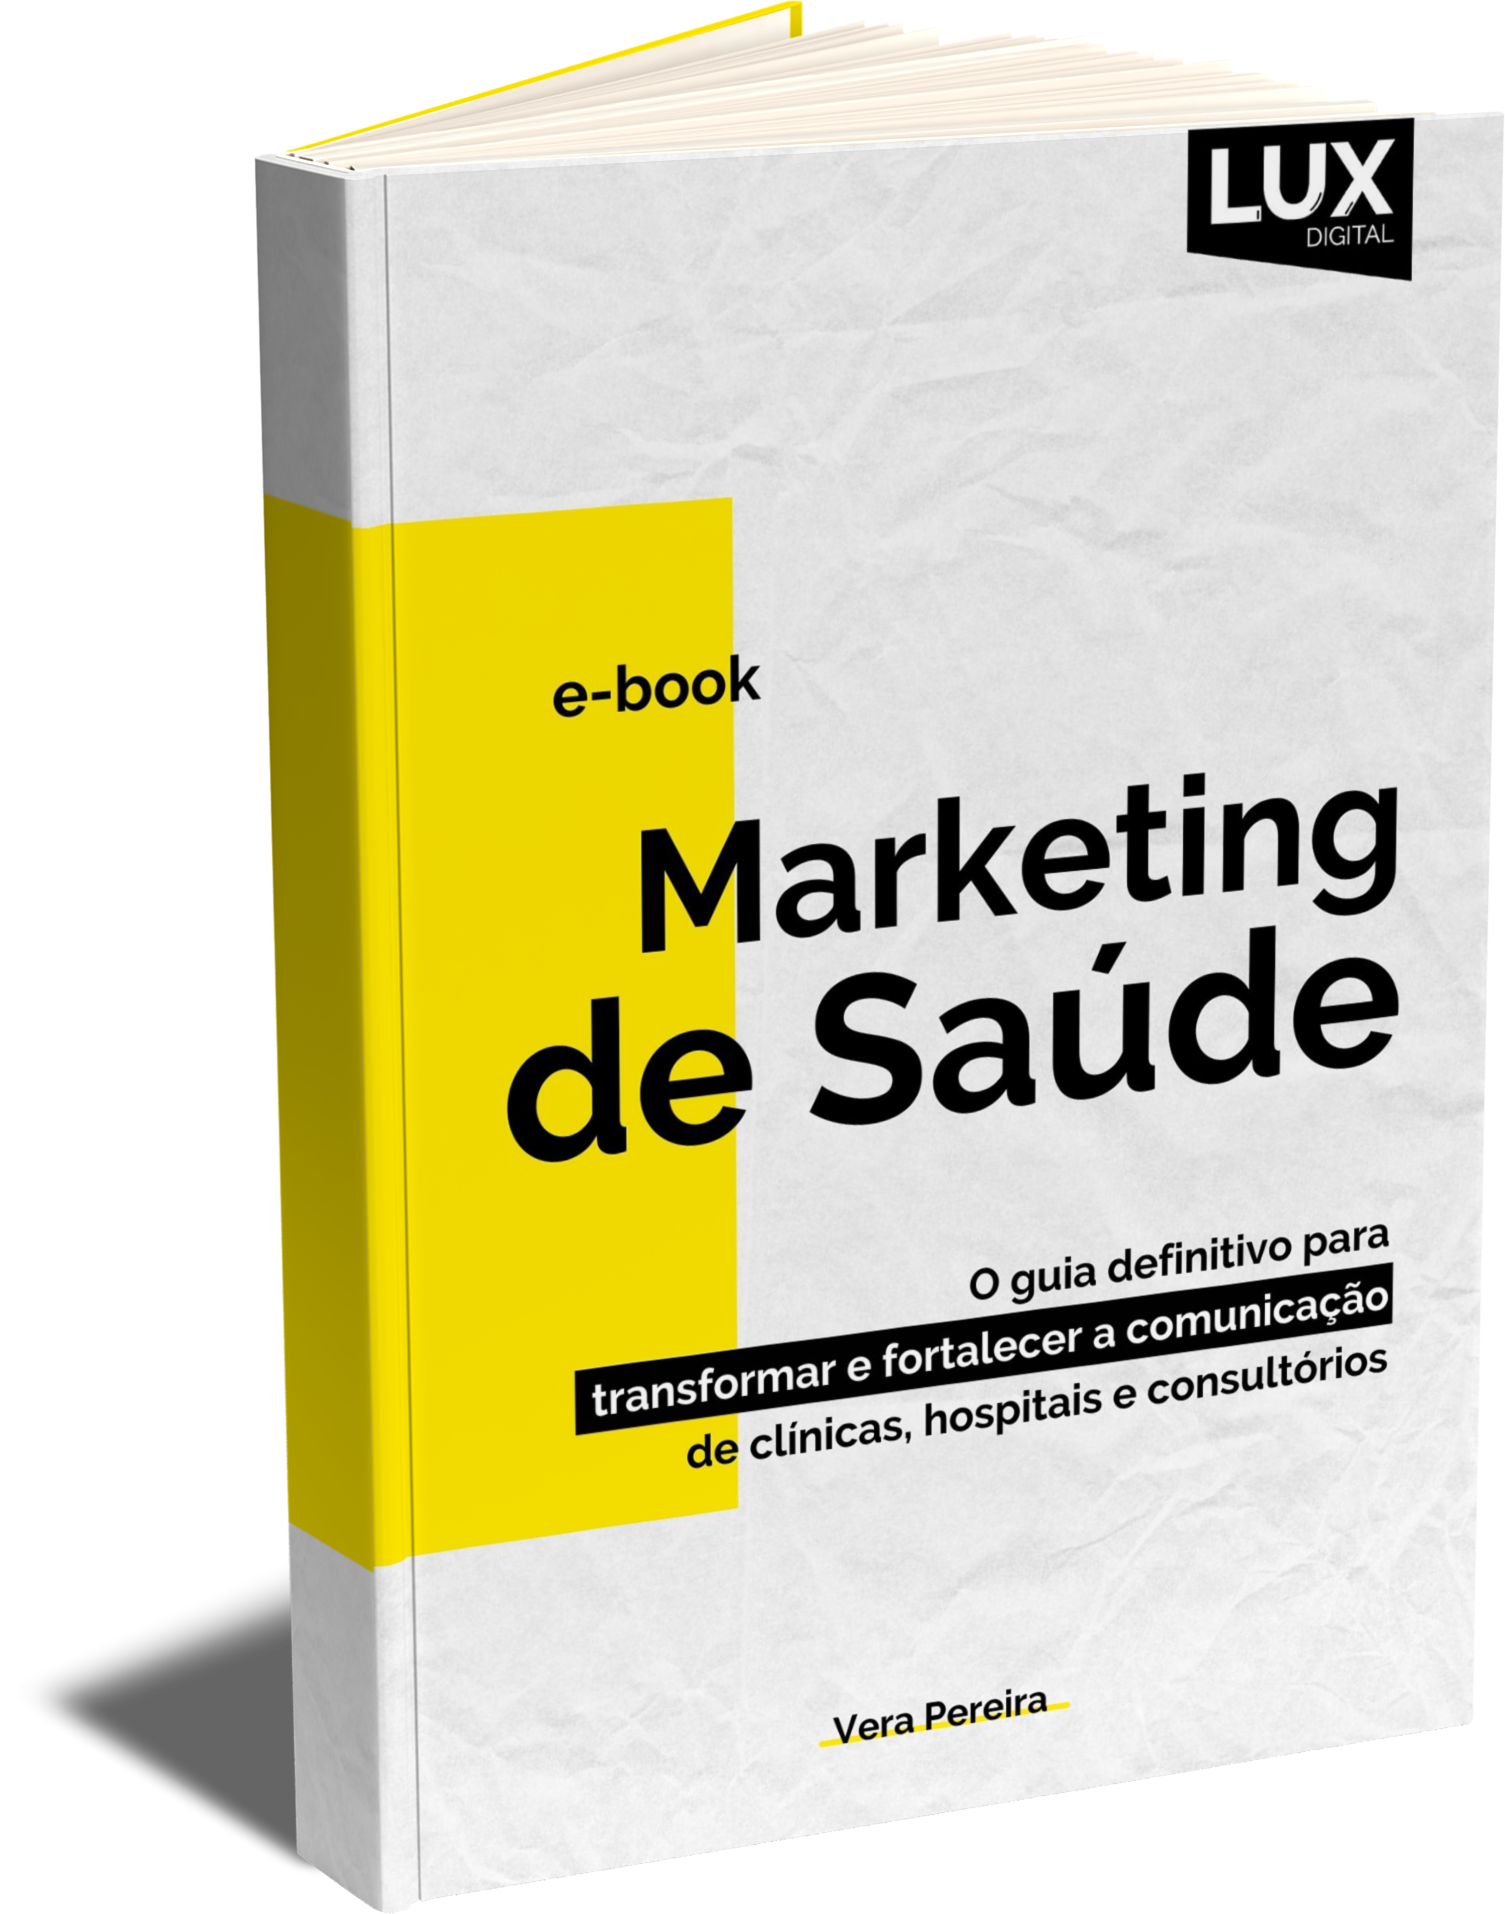 LUX
DIGITAL
e-book
Marketing
de Saúde
O guia definitivo para
transformar e fortalecer a comunicação
de clínicas, hospitais e consultórios
Vera Pereira